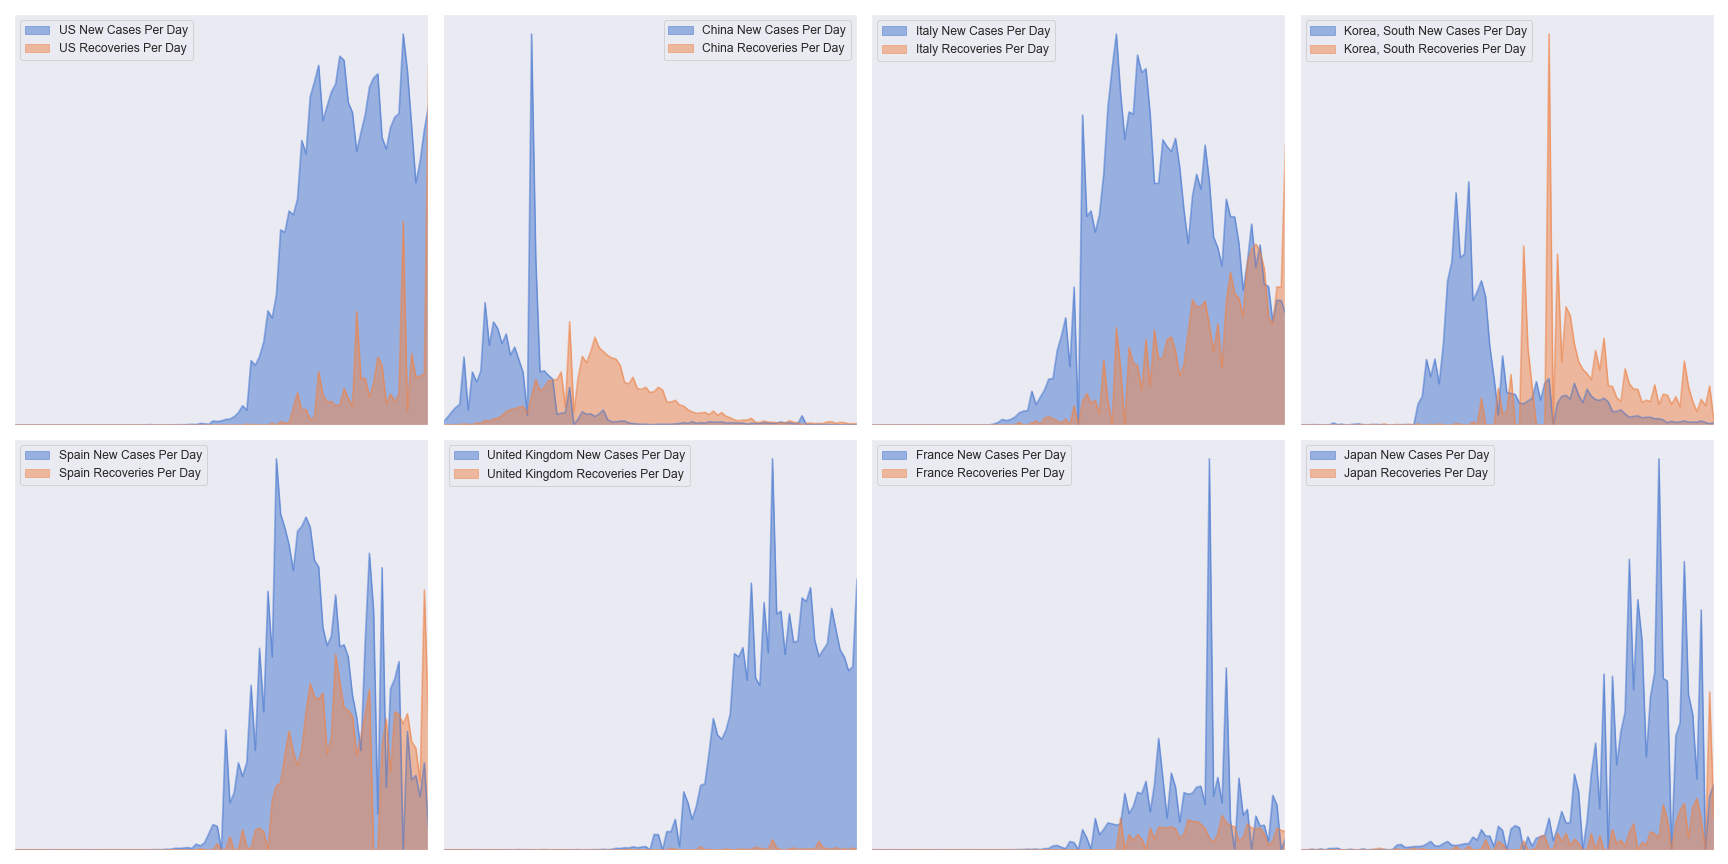 US New Cases Per Day
US Recoveries Per Day
China New Cases Per Day
China Recoveries Per Day
Italy New Cases Per Day
Italy Recoveries Per Day
Korea, South New Cases Per Day
Korea, South Recoveries Per Day
Spain New Cases Per Day
Spain Recoveries Per Day
United Kingdom New Cases Per Day
United Kingdom Recoveries Per Day
France New Cases Per Day
France Recoveries Per Day
Japan New Cases Per Day
Japan Recoveries Per Day